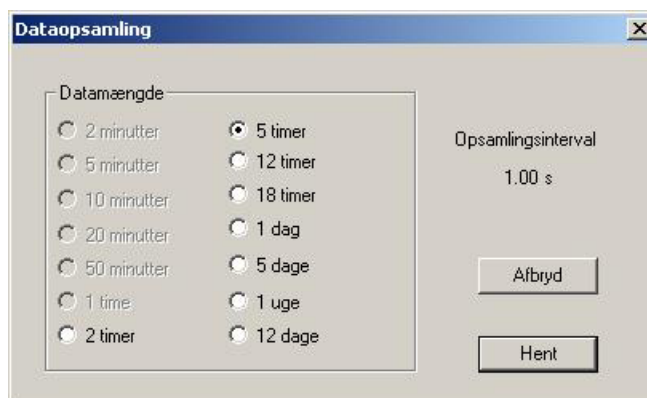 Dataopsamling
Datamængde
2 minutter
5 minutter
10 minutter
20 minutter
50 minutter
1 time
2 timer
5 timer
12 timer
18 timer
1 dag
5 dage
1 uge
12 dage
Opsamlingsinterval
1.00 s
Afbryd
Hent